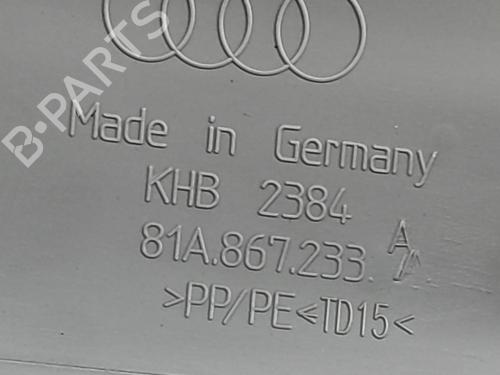 B-PARTS
Made in Germany
KHB 2384
81A.867.233. A
>PP/PE<TD15<